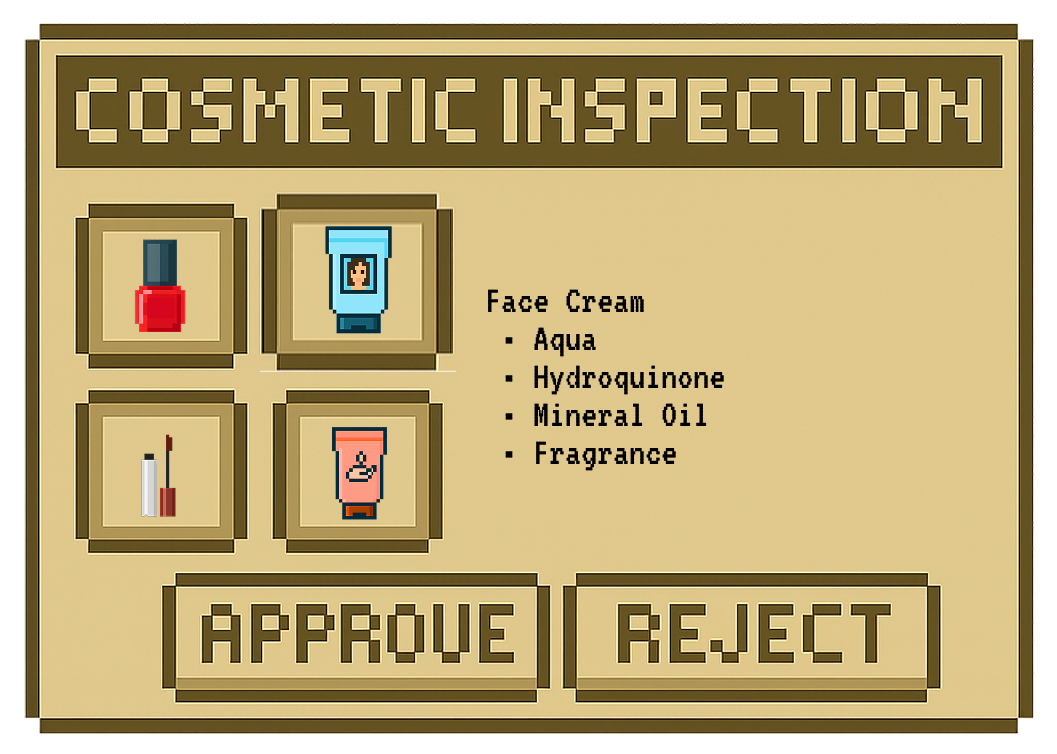 COSMETIC INSPECTION
Face Cream
▪ Aqua
▪ Hydroquinone
▪ Mineral Oil
▪ Fragrance
APPROVE
REJECT